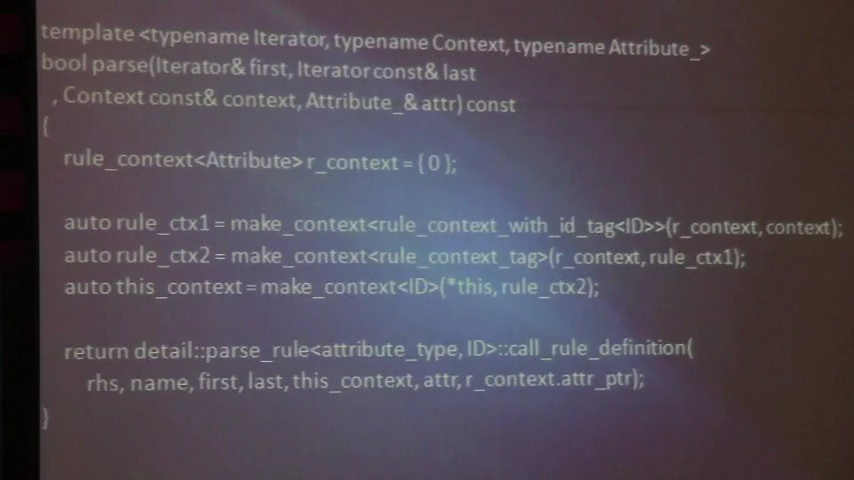 template <typename Iterator, typename Context, typename Attribute_>
bool parse(Iterator& first, Iterator const& last
, Context const& context, Attribute_& attr) const
{
rule_context<Attribute> r_context = { 0 };
auto rule_ctx1 = make_context<rule_context_with_id_tag<ID>>(r_context, context);
auto rule_ctx2 = make_context<rule_context_tag>(r_context, rule_ctx1);
auto this_context = make_context<ID>(*this, rule_ctx2);
return detail::parse_rule<attribute_type, ID>::call_rule_definition(
rhs, name, first, last, this_context, attr, r_context.attr_ptr);
}